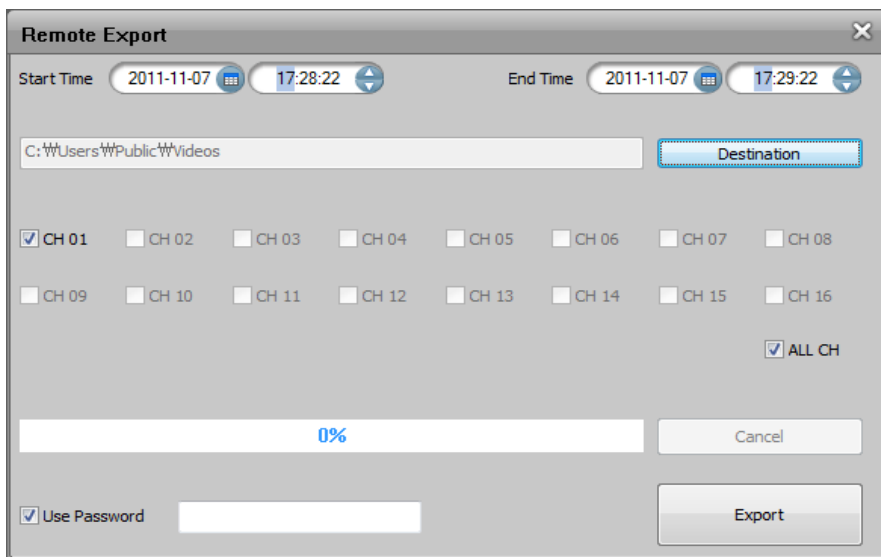 Remote Export
Start Time 2011-11-07 17:28:22 End Time 2011-11-07 17:29:22
C:₩Users₩Public₩Videos Destination
CH 01 CH 02 CH 03 CH 04 CH 05 CH 06 CH 07 CH 08
CH 09 CH 10 CH 11 CH 12 CH 13 CH 14 CH 15 CH 16
ALL CH
0% Cancel
Use Password Export